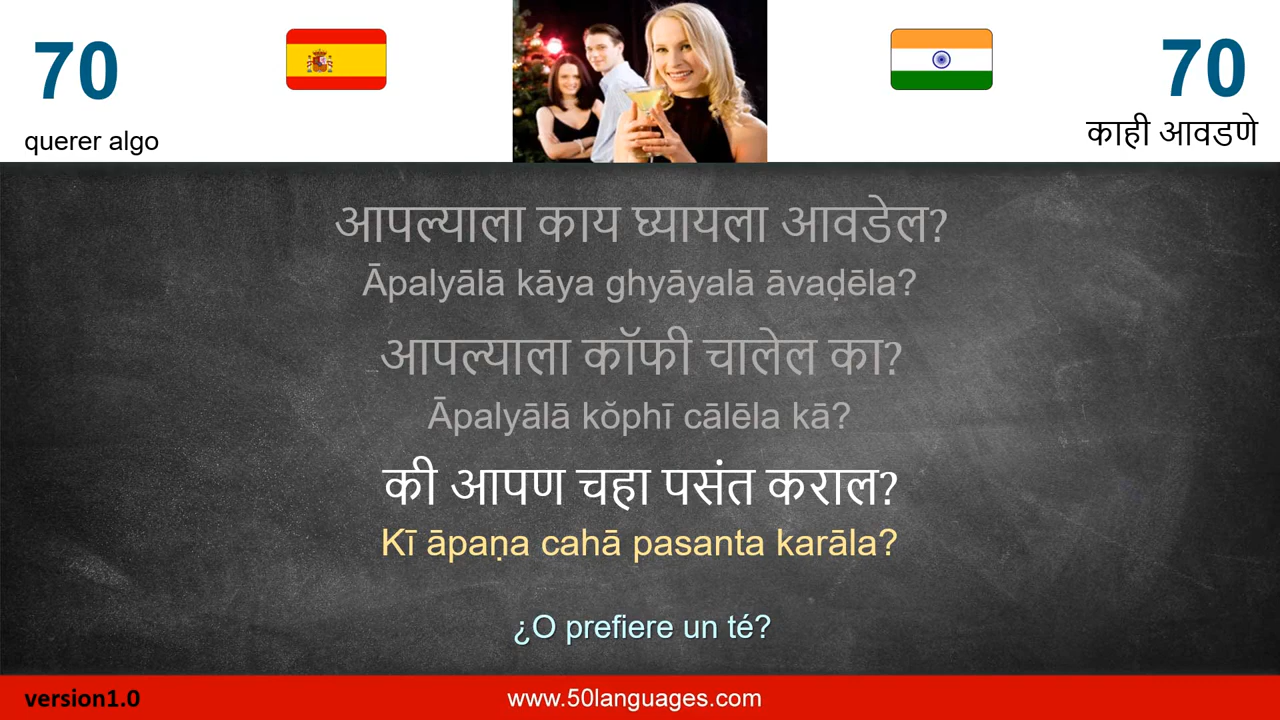 70
querer algo
70
काही आवडणे
आपल्याला काय घ्यायला आवडेल?
Āpalyālā kāya ghyāyalā āvaḍēla?
आपल्याला कॉफी चालेल का?
Āpalyālā kŏphī cālēla kā?
की आपण चहा पसंत कराल?
Kī āpaṇa cahā pasanta karāla?
¿O prefiere un té?
version1.0
www.50languages.com